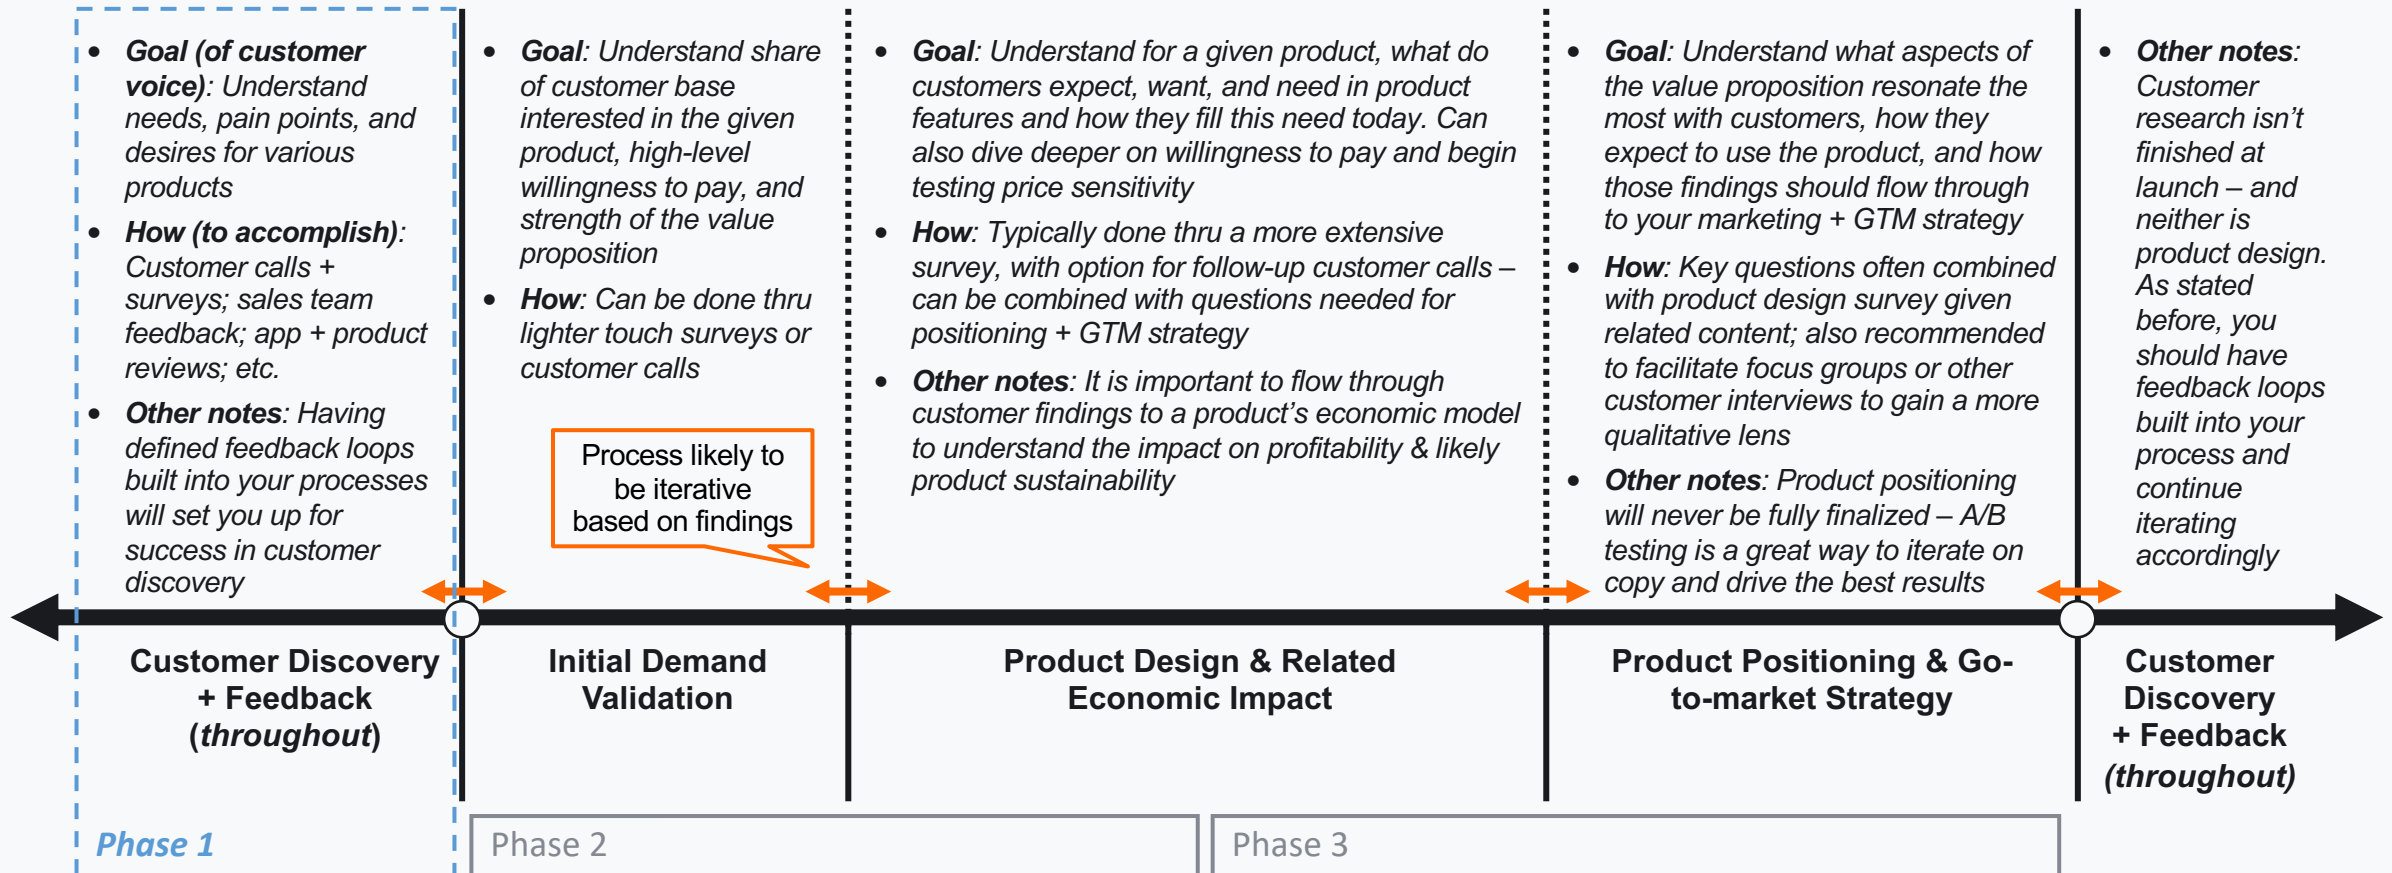 • Goal (of customer
voice): Understand
needs, pain points, and
desires for various
products
• How (to accomplish):
Customer calls +
surveys; sales team
feedback; app + product
reviews; etc.
• Other notes: Having
defined feedback loops
built into your processes
will set you up for
success in customer
discovery
• Goal: Understand share
of customer base
interested in the given
product, high-level
willingness to pay, and
strength of the value
proposition
• How: Can be done thru
lighter touch surveys or
customer calls
Process likely to
be iterative
based on findings
• Goal: Understand for a given product, what do
customers expect, want, and need in product
features and how they fill this need today. Can
also dive deeper on willingness to pay and begin
testing price sensitivity
• How: Typically done thru a more extensive
survey, with option for follow-up customer calls –
can be combined with questions needed for
positioning + GTM strategy
• Other notes: It is important to flow through
customer findings to a product’s economic model
to understand the impact on profitability & likely
product sustainability
• Goal: Understand what aspects of
the value proposition resonate the
most with customers, how they
expect to use the product, and how
those findings should flow through
to your marketing + GTM strategy
• How: Key questions often combined
with product design survey given
related content; also recommended
to facilitate focus groups or other
customer interviews to gain a more
qualitative lens
• Other notes: Product positioning
will never be fully finalized – A/B
testing is a great way to iterate on
copy and drive the best results
• Other notes:
Customer
research isn’t
finished at
launch – and
neither is
product design.
As stated
before, you
should have
feedback loops
built into your
process and
continue
iterating
accordingly
Customer Discovery
+ Feedback
(throughout)
Initial Demand
Validation
Product Design & Related
Economic Impact
Product Positioning & Go-
to-market Strategy
Customer
Discovery
+ Feedback
(throughout)
Phase 1
Phase 2
Phase 3